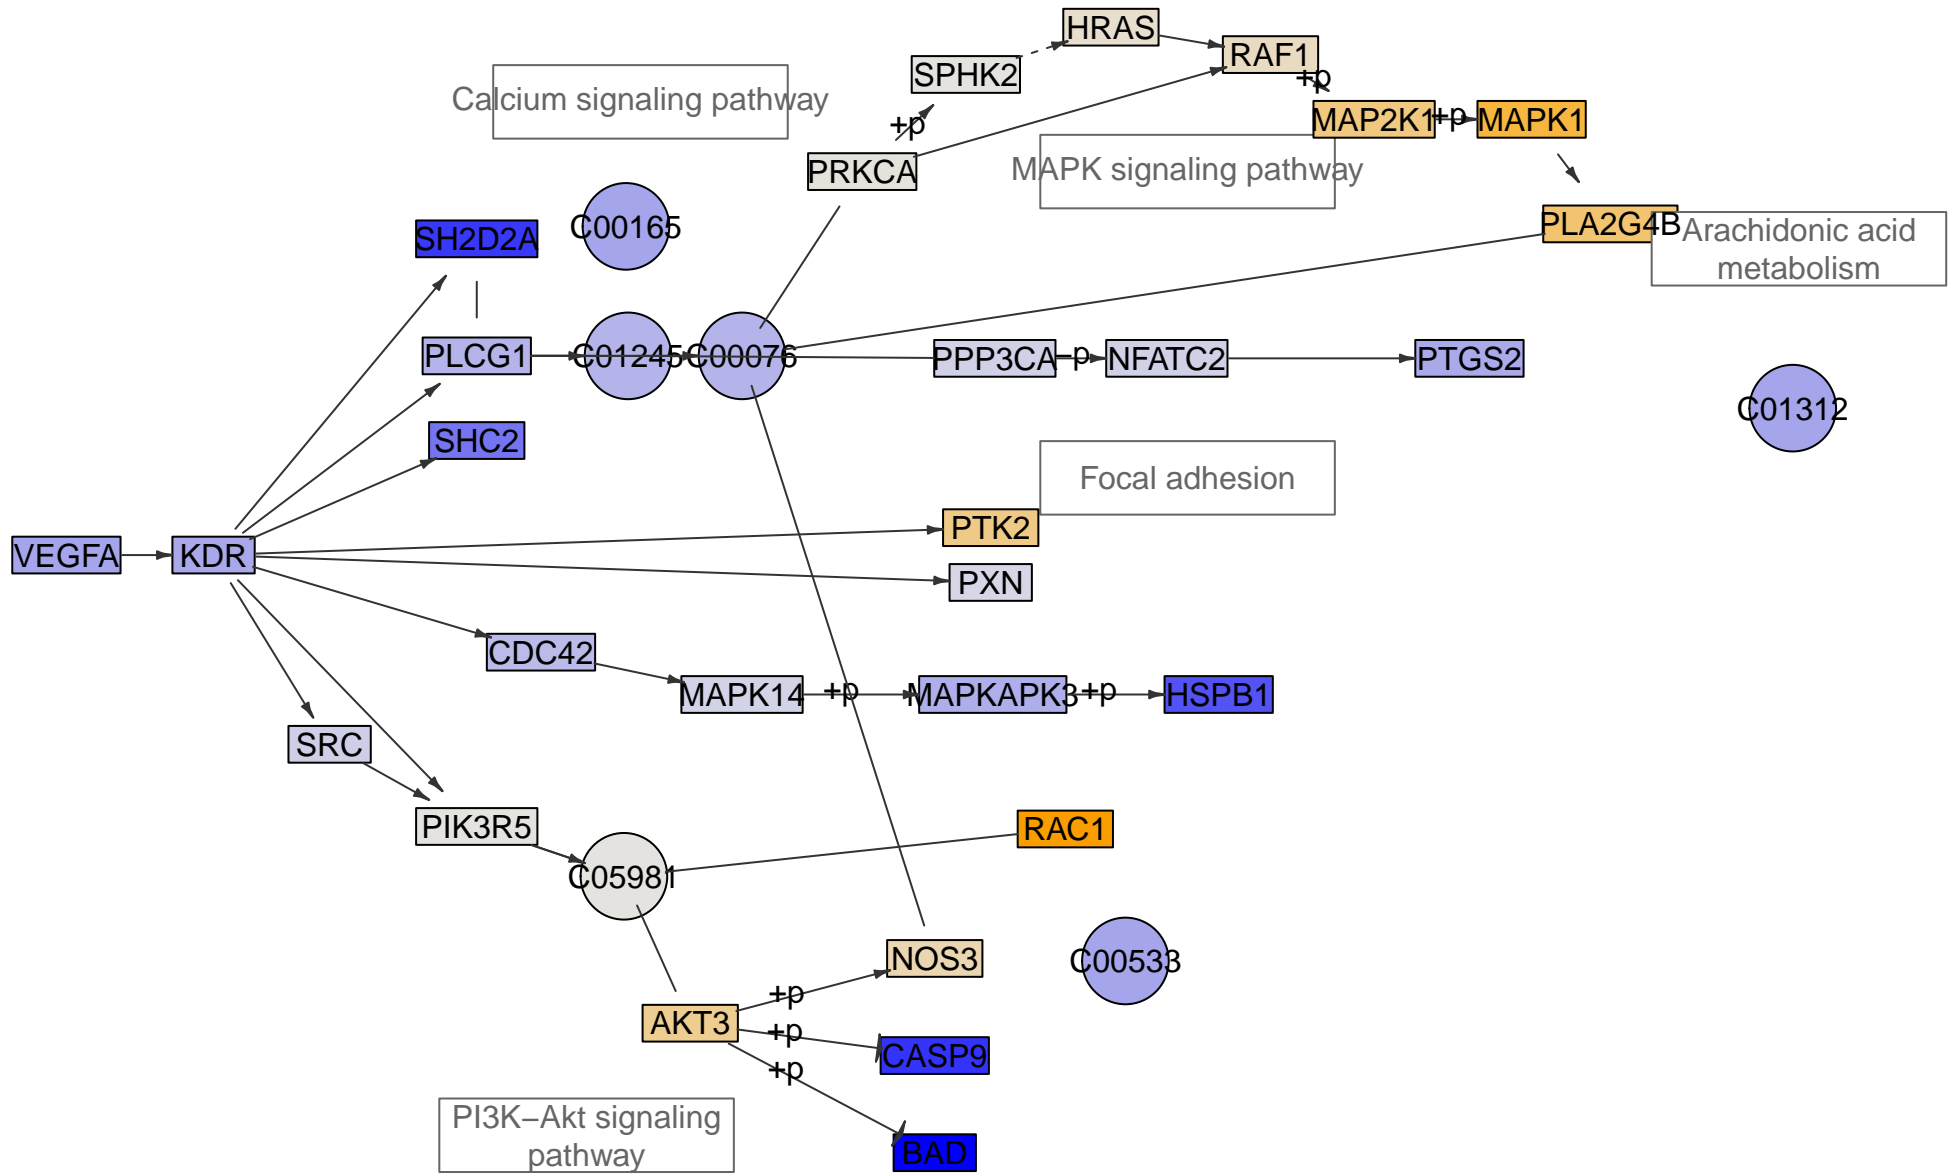 HRAS
RAF1
+p
SPHK2
Calcium signaling pathway
MAP2K1
+p
MAPK1
+p
PRKCA
MAPK signaling pathway
C00165
PLA2G4B
SH2D2A
Arachidonic acid
metabolism
PLCG1
C01245
C00076
PPP3CA
−p
NFATC2
PTGS2
C01312
SHC2
Focal adhesion
PTK2
VEGFA
KDR
PXN
CDC42
MAPK14
+p
MAPKAPK3
+p
HSPB1
SRC
PIK3R5
RAC1
C05981
NOS3
C00533
+p
AKT3
+p
CASP9
+p
PI3K−Akt signaling
pathway
BAD